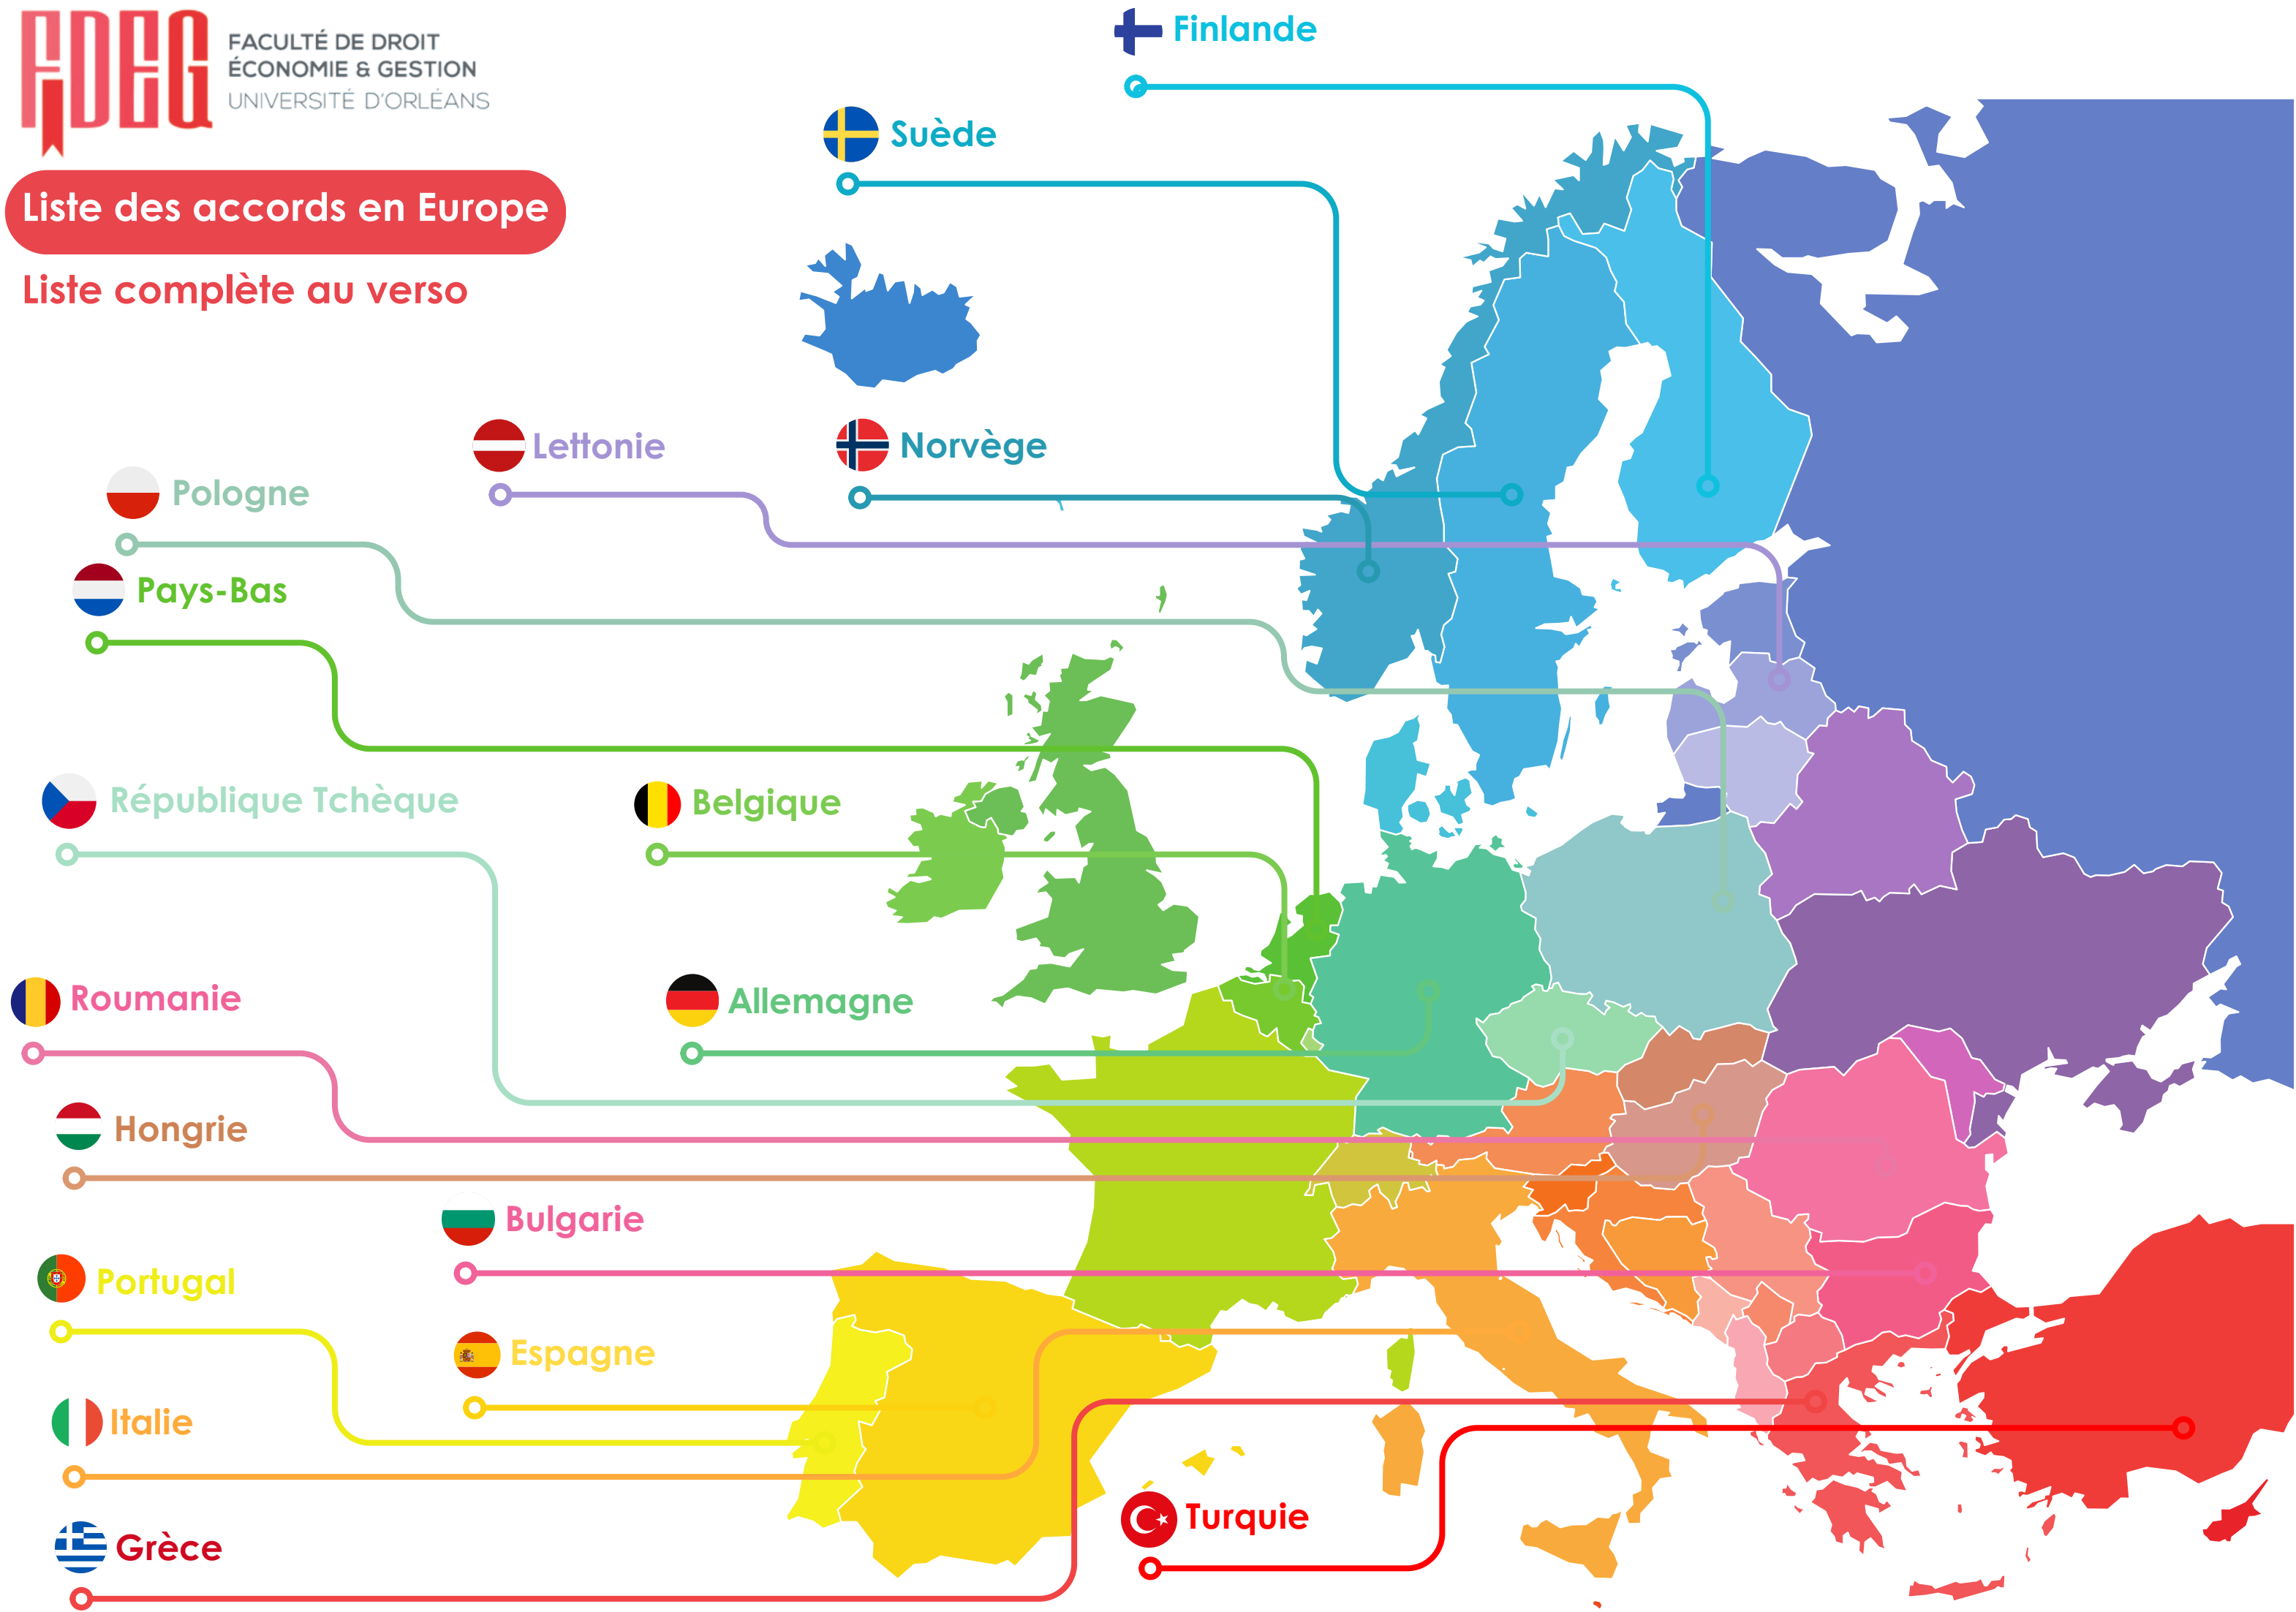 FDEG
FACULTÉ DE DROIT
ÉCONOMIE & GESTION
UNIVERSITÉ D'ORLÉANS
Liste des accords en Europe
Liste complète au verso
Finlande
Suède
Lettonie
Norvège
Pologne
Pays-Bas
République Tchèque
Belgique
Roumanie
Allemagne
Hongrie
Bulgarie
Portugal
Espagne
Italie
Turquie
Grèce